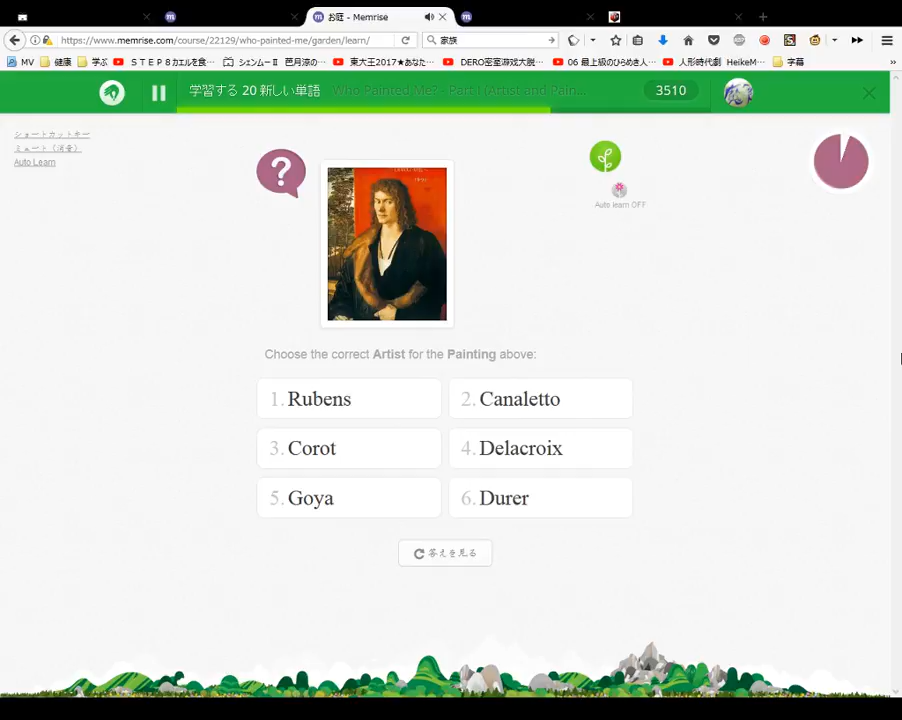 お庭 - Memrise
https://www.memrise.com/course/22129/who-painted-me/garden/learn/
家族
MV
健康
学ぶ
ＳＴＥＰ８カエルを食…
シェンムーⅡ 芭月涼の…
東大王2017★あなた…
DERO密室游戏大脱…
06 最上級のひらめき人…
人形時代劇
HeikeM…
字幕
学習する 20 新しい単語
Who Painted Me? - Part I (Artist and Pain...
3510
ショートカットキー
ミュート（消音）
Auto Learn
Auto learn OFF
Choose the correct Artist for the Painting above:
1. Rubens
2. Canaletto
3. Corot
4. Delacroix
5. Goya
6. Durer
答えを見る